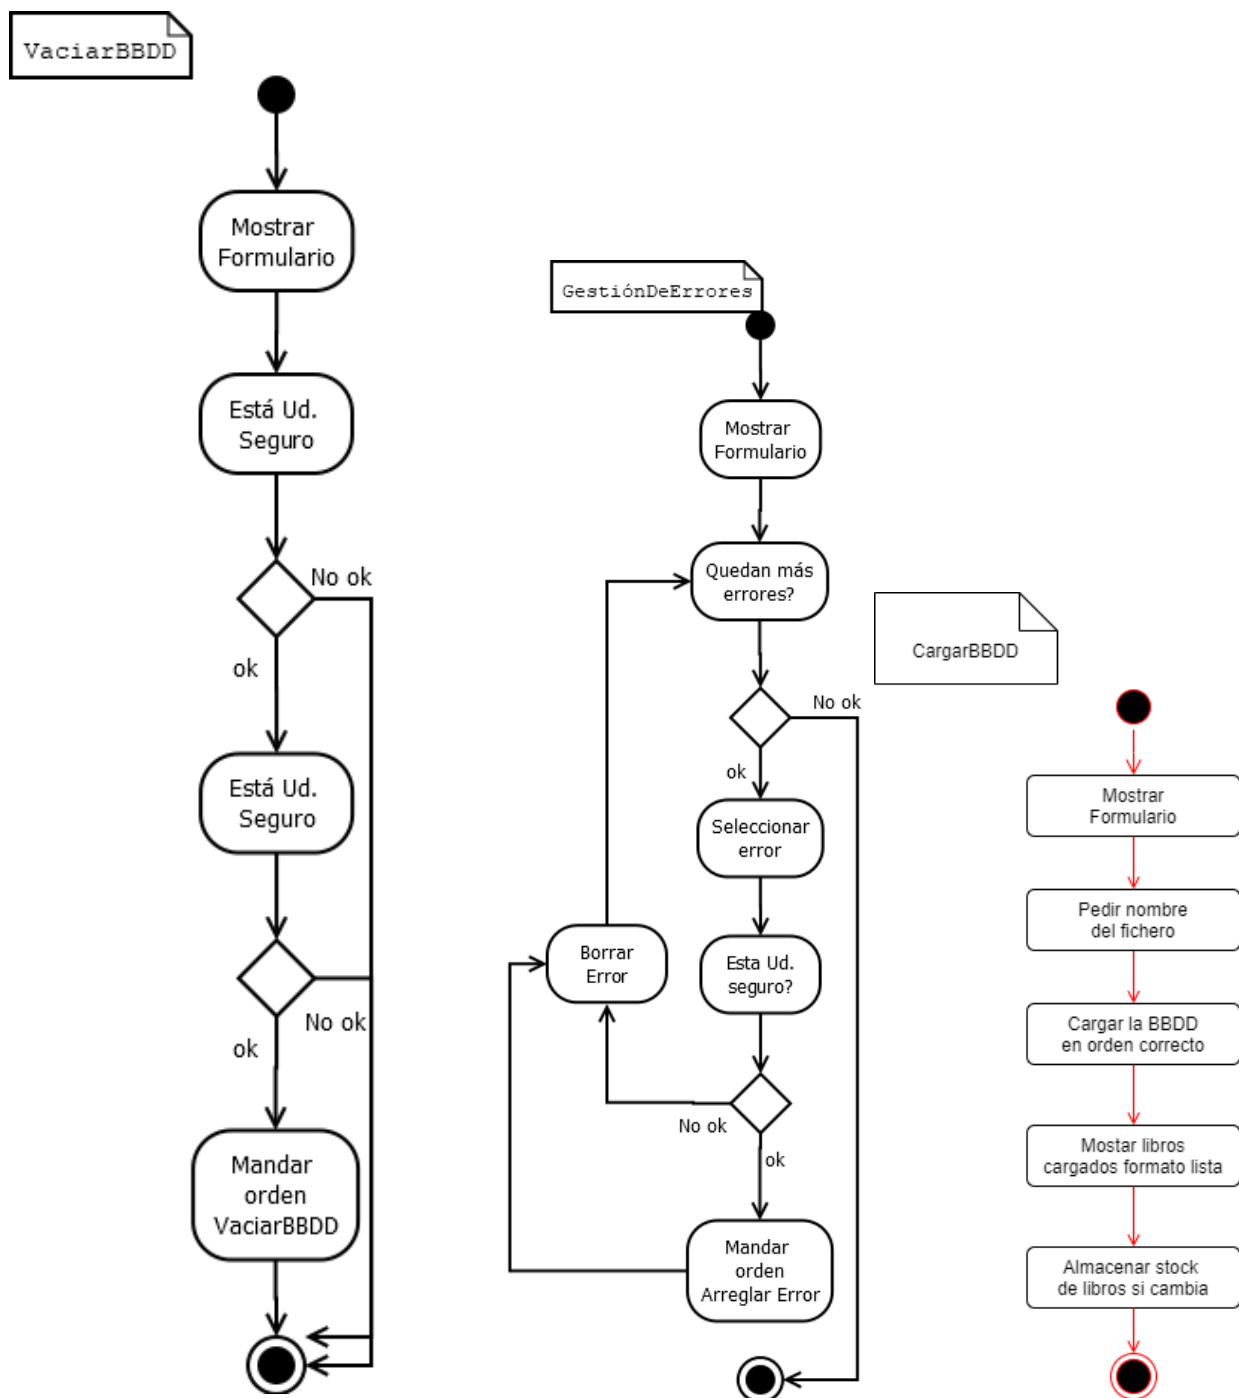 VaciarBBDD
Mostrar
Formulario
Está Ud.
Seguro
No ok
ok
Está Ud.
Seguro
No ok
ok
Mandar
orden
VaciarBBDD
GestiónDeErrores
Mostrar
Formulario
Quedan más
errores?
No ok
ok
Seleccionar
error
Borrar
Error
Esta Ud.
seguro?
No ok
ok
Mandar
orden
Arreglar Error
CargarBBDD
Mostrar
Formulario
Pedir nombre
del fichero
Cargar la BBDD
en orden correcto
Mostar libros
cargados formato lista
Almacenar stock
de libros si cambia